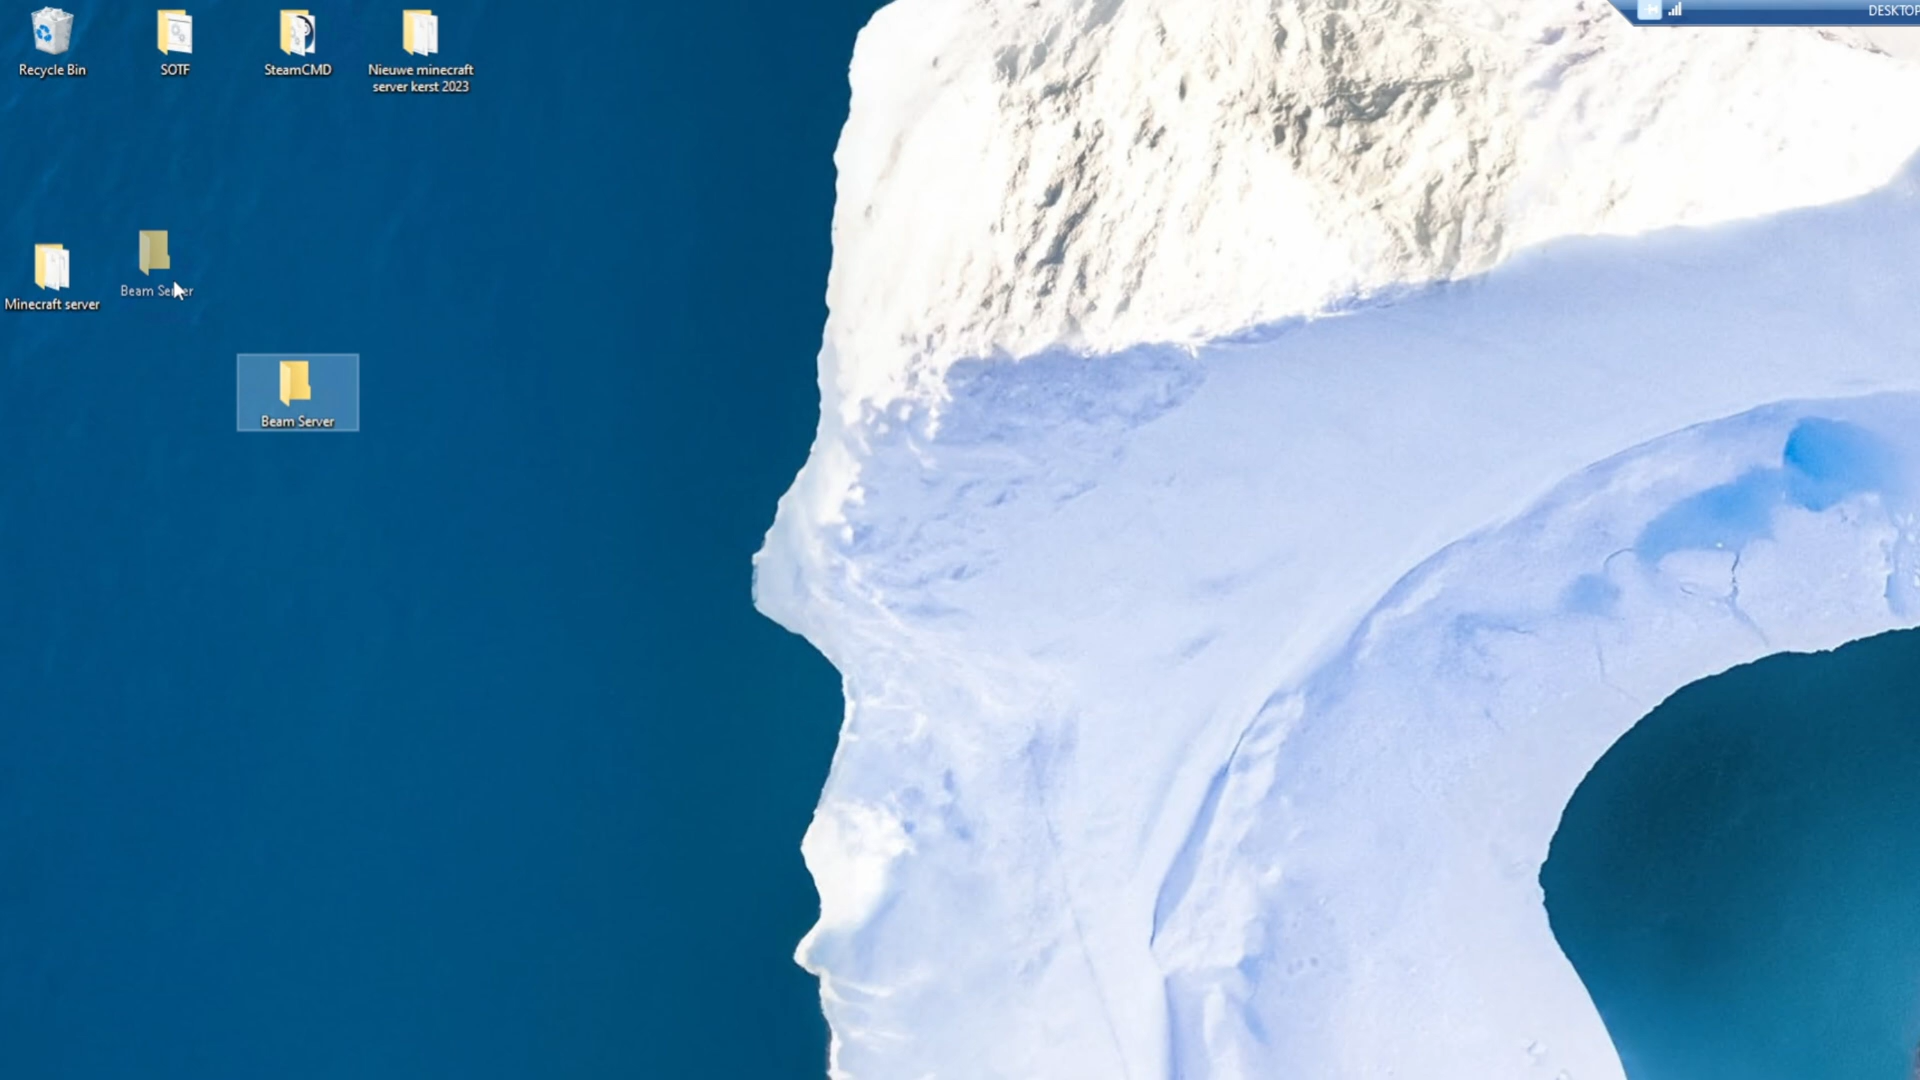 Recycle Bin
SOTF
SteamCMD
Nieuwe minecraft
server kerst 2023
DESKTOP
Minecraft server
Beam Server
Beam Server